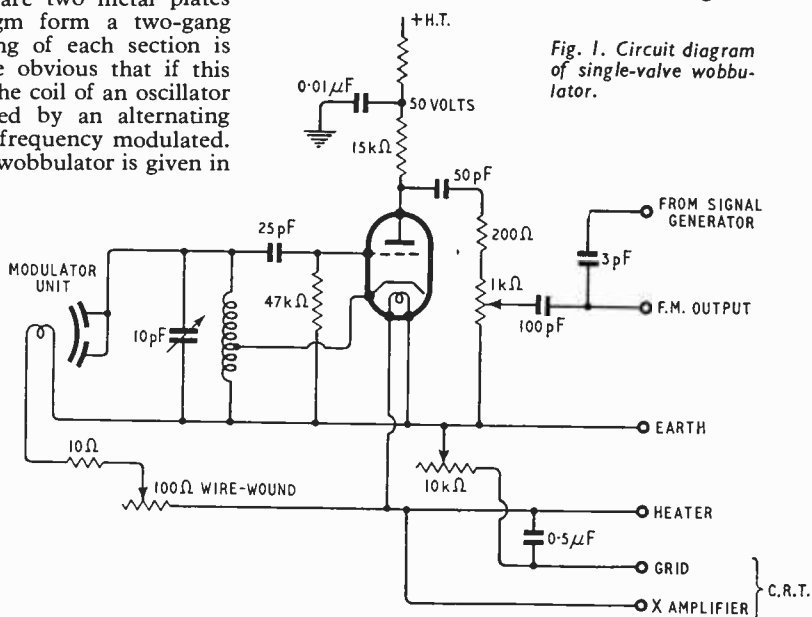 are two metal plates
gm form a two-gang
ng of each section is
e obvious that if this
he coil of an oscillator
ed by an alternating
frequency modulated.
wobbulator is given in
Fig. 1. Circuit diagram
of single-valve wobbu-
lator.
+H.T.
0·01μF
50 VOLTS
15kΩ
50pF
FROM SIGNAL
GENERATOR
25pF
200Ω
3pF
MODULATOR
UNIT
1kΩ
47kΩ
F.M. OUTPUT
10pF
100pF
EARTH
10Ω
100Ω WIRE-WOUND
10kΩ
HEATER
0·5μF
GRID
C.R.T.
X AMPLIFIER